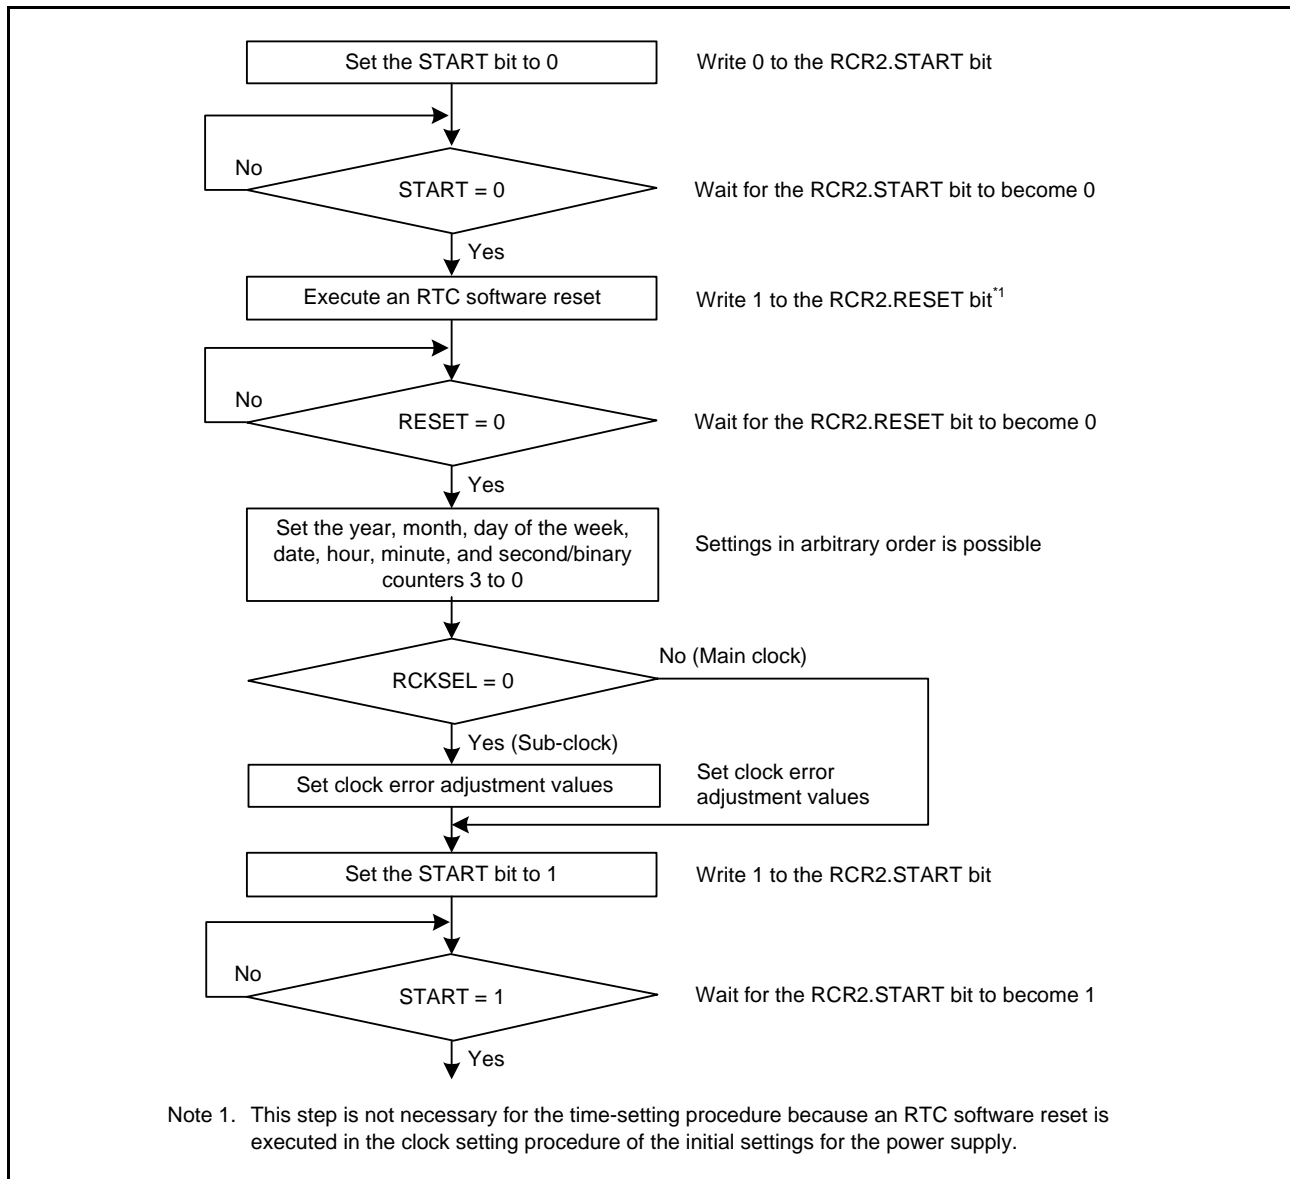 Set the START bit to 0
Write 0 to the RCR2.START bit
No
START = 0
Wait for the RCR2.START bit to become 0
Yes
Execute an RTC software reset
Write 1 to the RCR2.RESET bit*1
No
RESET = 0
Wait for the RCR2.RESET bit to become 0
Yes
Set the year, month, day of the week,
date, hour, minute, and second/binary
counters 3 to 0
Settings in arbitrary order is possible
No (Main clock)
RCKSEL = 0
Yes (Sub-clock)
Set clock error adjustment values
Set clock error
adjustment values
Set the START bit to 1
Write 1 to the RCR2.START bit
No
START = 1
Wait for the RCR2.START bit to become 1
Yes
Note 1. This step is not necessary for the time-setting procedure because an RTC software reset is
executed in the clock setting procedure of the initial settings for the power supply.